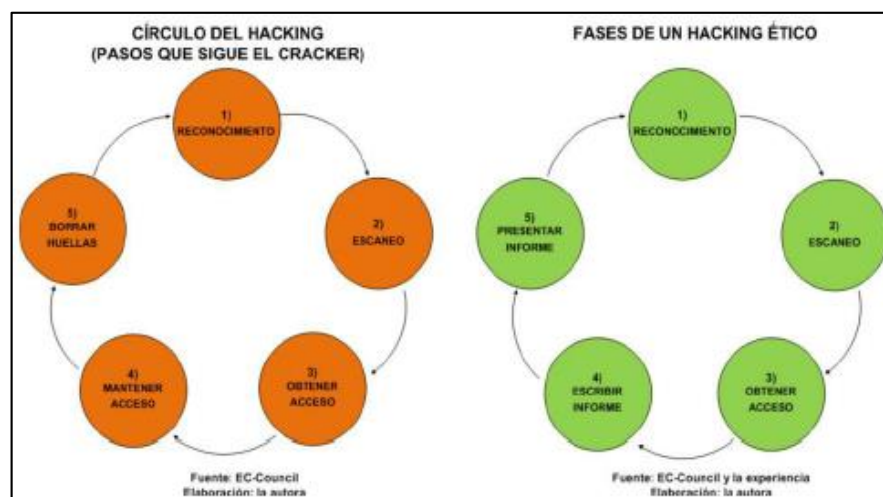 CÍRCULO DEL HACKING
(PASOS QUE SIGUE EL CRACKER)
1)
RECONOCIMIENTO
2)
ESCANEO
3)
OBTENER
ACCESO
4)
MANTENER
ACCESO
5)
BORRAR
HUELLAS
Fuente: EC-Council
Elaboración: la autora
FASES DE UN HACKING ÉTICO
1)
RECONOCIMIENTO
2)
ESCANEO
3)
OBTENER
ACCESO
4)
ESCRIBIR
INFORME
5)
PRESENTAR
INFORME
Fuente: EC-Council y la experiencia
Elaboración: la autora